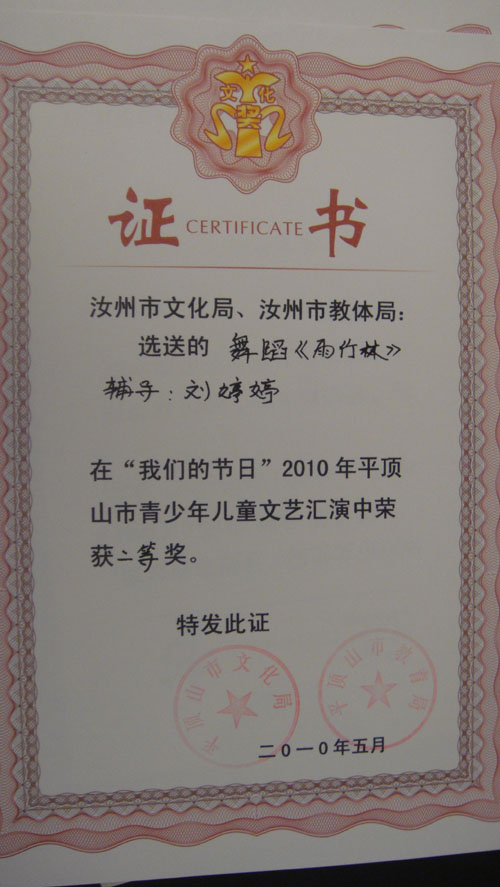 文化
奖
证 CERTIFICATE 书
汝州市文化局、汝州市教体局：
选送的 舞蹈《雨竹林》
辅导：刘婷婷
在“我们的节日”2010年平顶
山市青少年儿童文艺汇演中荣
获二等奖。
特发此证
平顶山市文化局
平顶山市教育局
二0一0年五月